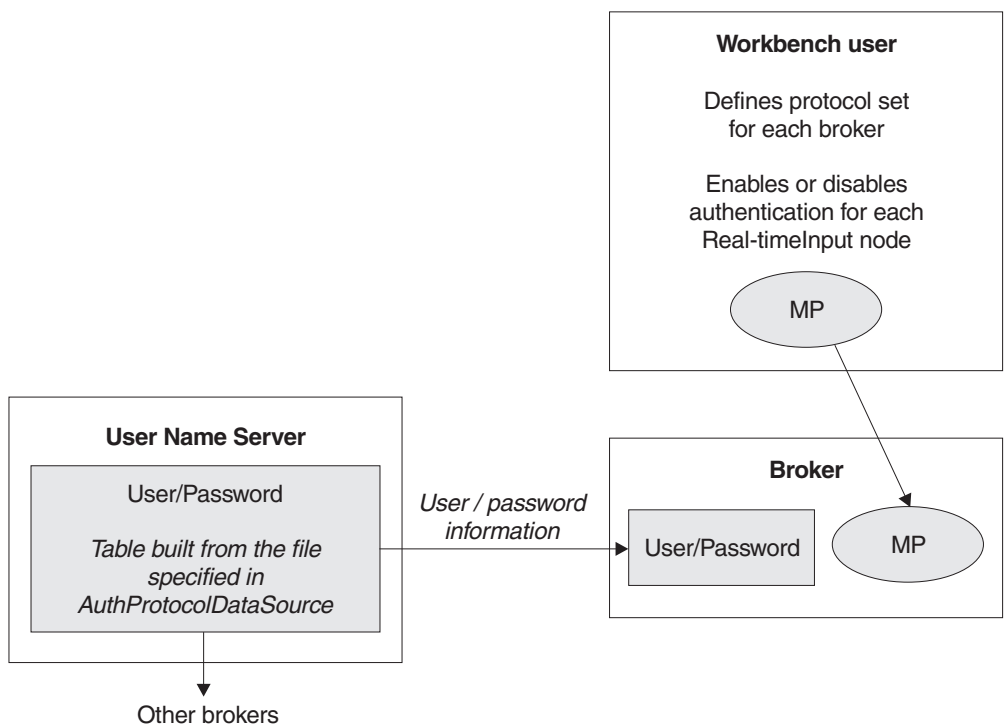 Workbench user
Defines protocol set
for each broker
Enables or disables
authentication for each
Real-timeInput node
MP
User Name Server
User/Password
Table built from the file
specified in
AuthProtocolDataSource
User / password
information
Broker
User/Password
MP
Other brokers